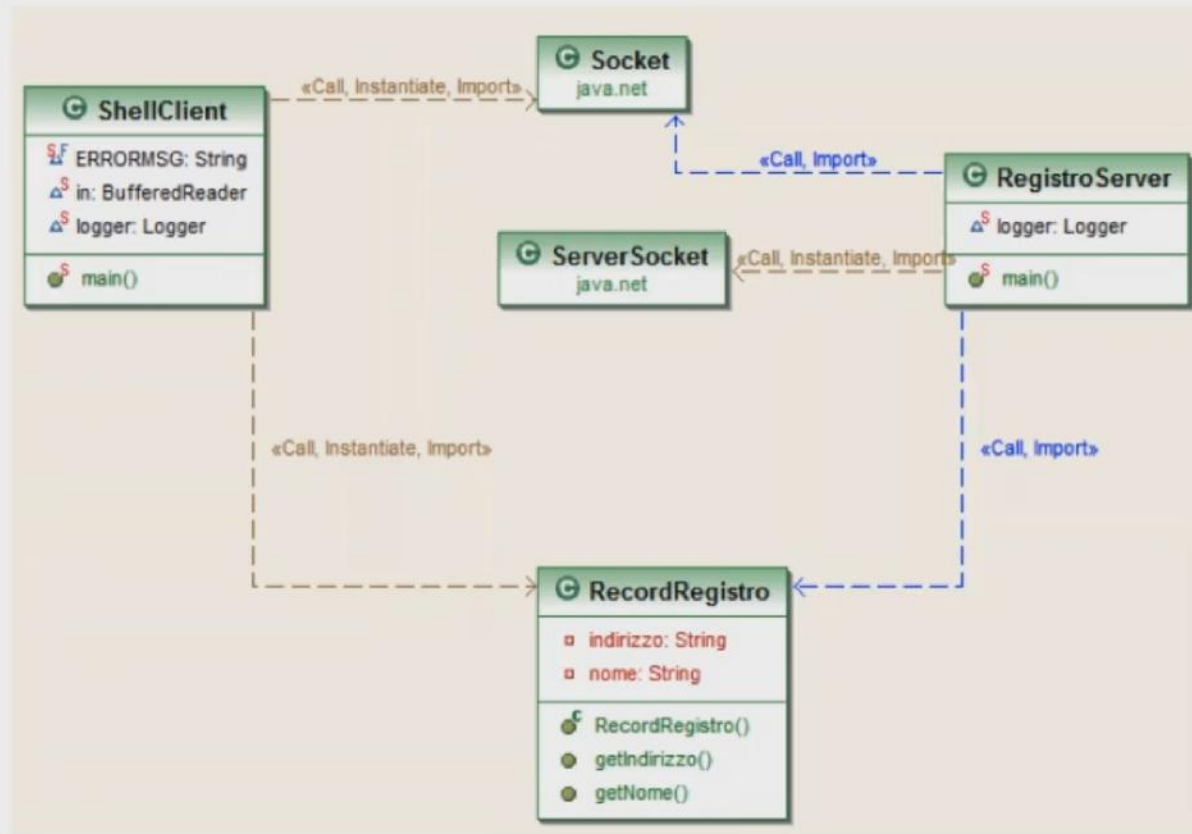 Socket
java.net
«Call, Instantiate, Import»
ShellClient
ERRORMSG: String
in: BufferedReader
logger: Logger
main()
«Call, Import»
RegistroServer
logger: Logger
main()
ServerSocket
java.net
«Call, Instantiate, Import»
«Call, Instantiate, Import»
«Call, Import»
RecordRegistro
indirizzo: String
nome: String
RecordRegistro()
getIndirizzo()
getNome()